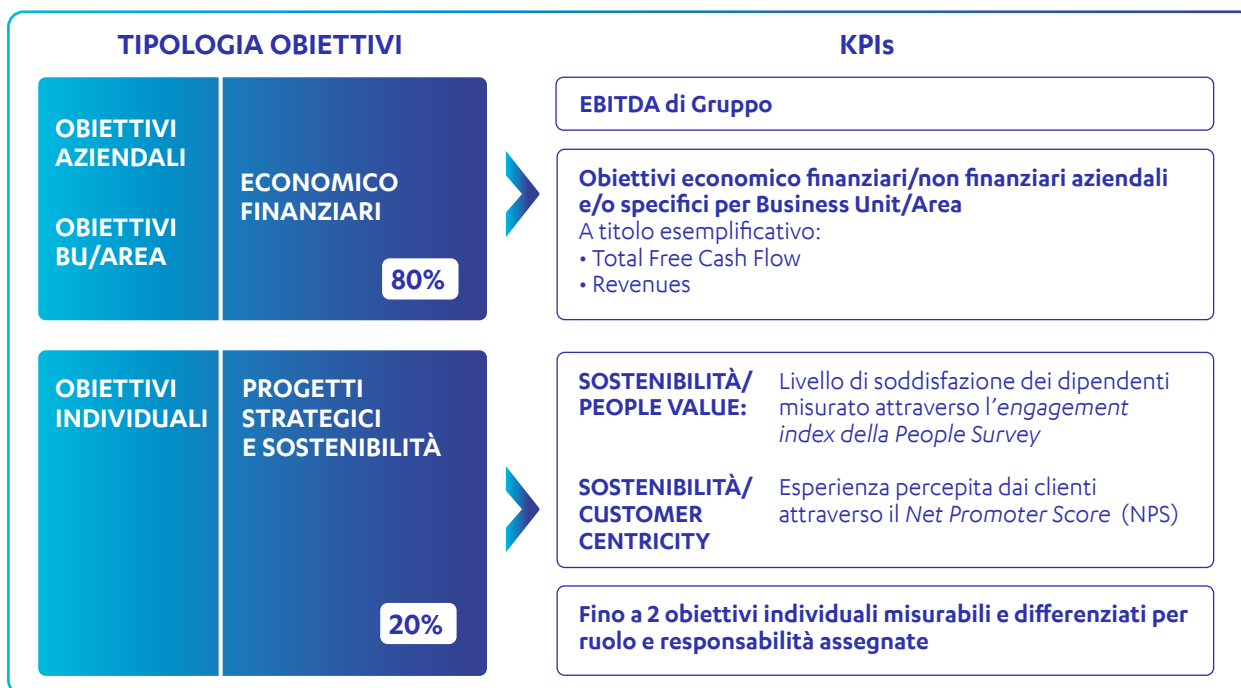 TIPOLOGIA OBIETTIVI
KPIs
OBIETTIVI
AZIENDALI
OBIETTIVI
BU/AREA
ECONOMICO
FINANZIARI
80%
EBITDA di Gruppo
Obiettivi economico finanziari/non finanziari aziendali
e/o specifici per Business Unit/Area
A titolo esemplificativo:
• Total Free Cash Flow
• Revenues
OBIETTIVI
INDIVIDUALI
PROGETTI
STRATEGICI
E SOSTENIBILITÀ
20%
SOSTENIBILITÀ/
PEOPLE VALUE:
Livello di soddisfazione dei dipendenti
misurato attraverso l'engagement
index della People Survey
SOSTENIBILITÀ/
CUSTOMER
CENTRICITY
Esperienza percepita dai clienti
attraverso il Net Promoter Score (NPS)
Fino a 2 obiettivi individuali misurabili e differenziati per
ruolo e responsabilità assegnate